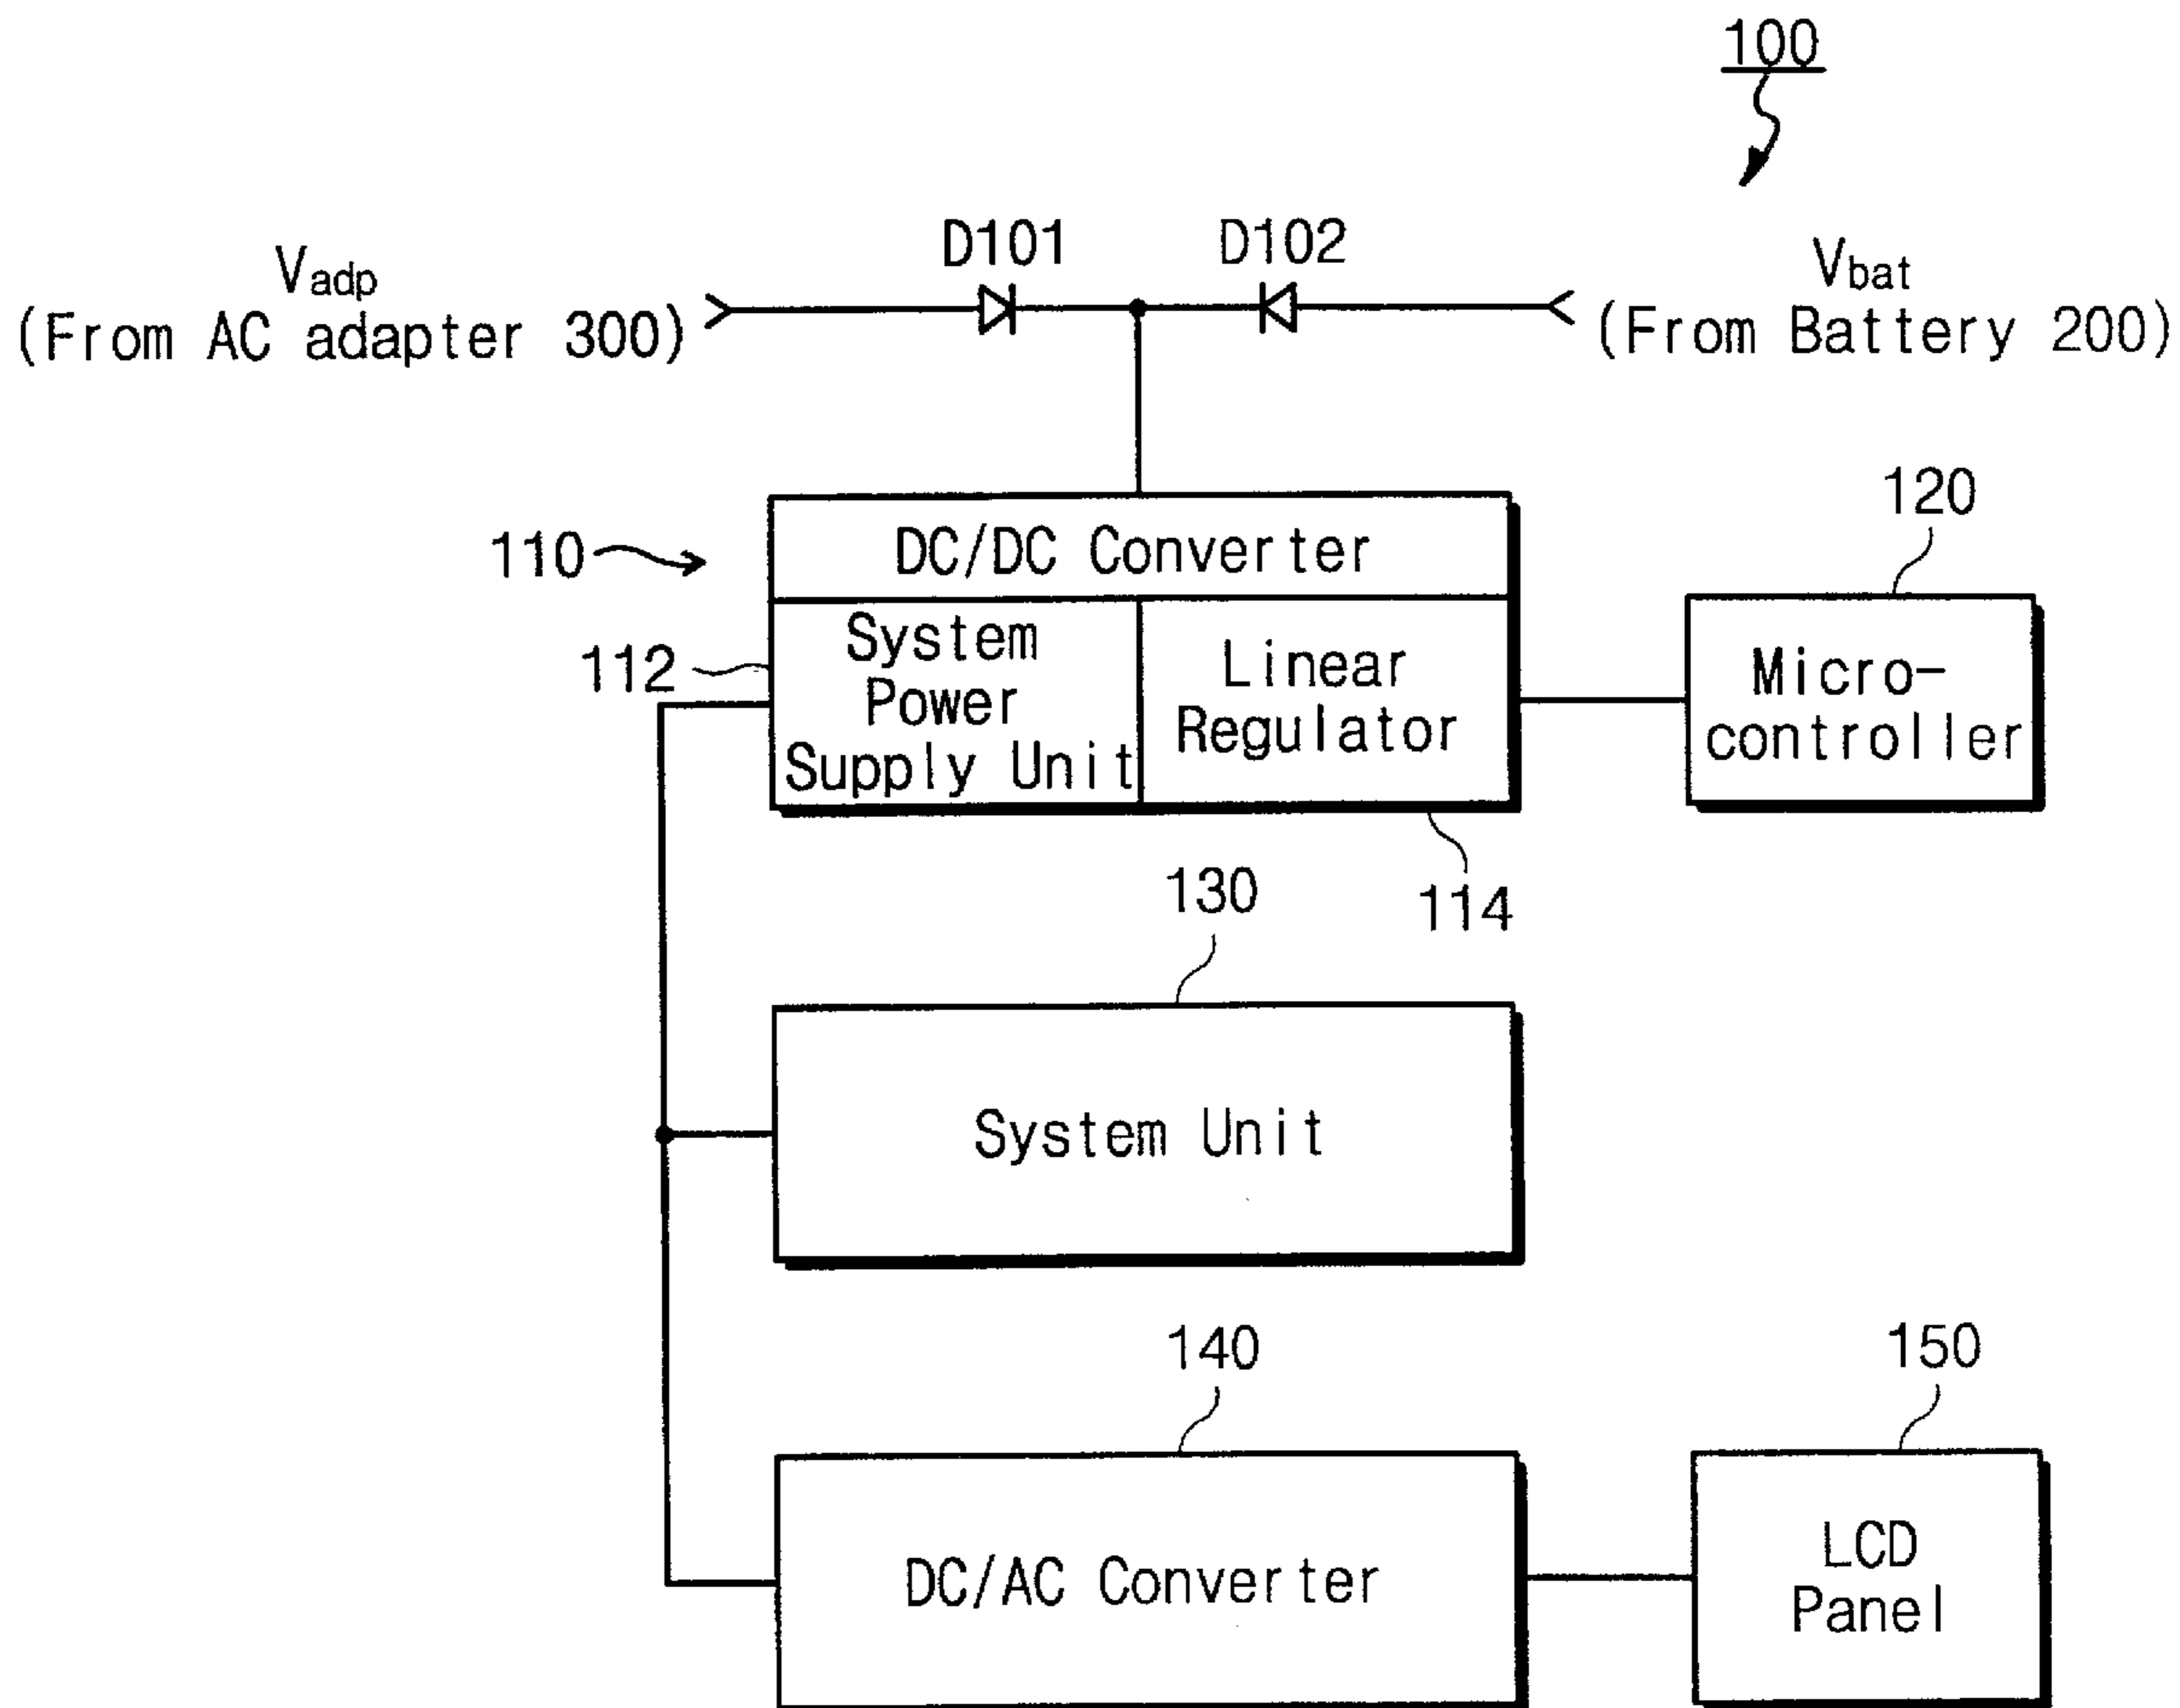 100
D101
D102
Vadp
(From AC adapter 300)
Vbat
(From Battery 200)
110
DC/DC Converter
120
112
System
Power
Supply Unit
Linear
Regulator
Micro-
controller
114
130
System Unit
140
150
DC/AC Converter
LCD
Panel